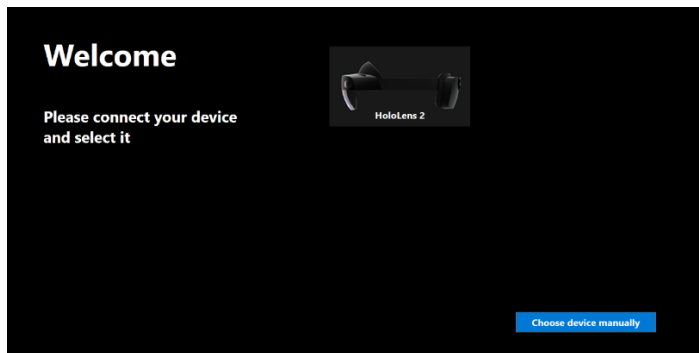 Welcome
Please connect your device
and select it
HoloLens 2
Choose device manually